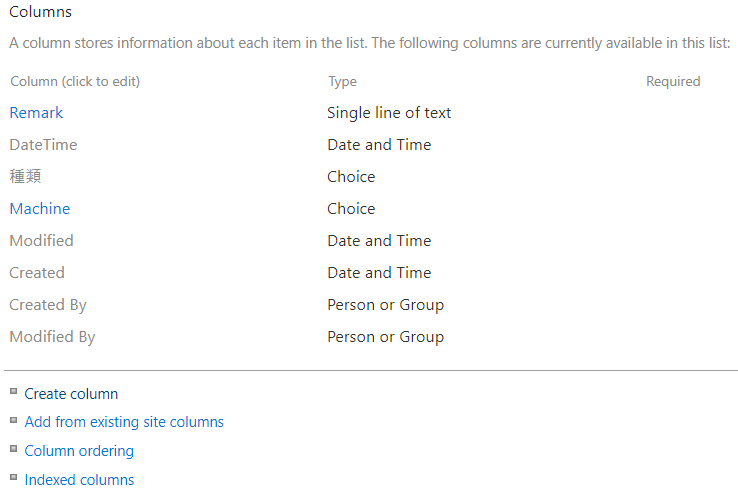 Columns
A column stores information about each item in the list. The following columns are currently available in this list:
Column (click to edit) Type Required
Remark Single line of text
DateTime Date and Time
種類 Choice
Machine Choice
Modified Date and Time
Created Date and Time
Created By Person or Group
Modified By Person or Group
Create column
Add from existing site columns
Column ordering
Indexed columns